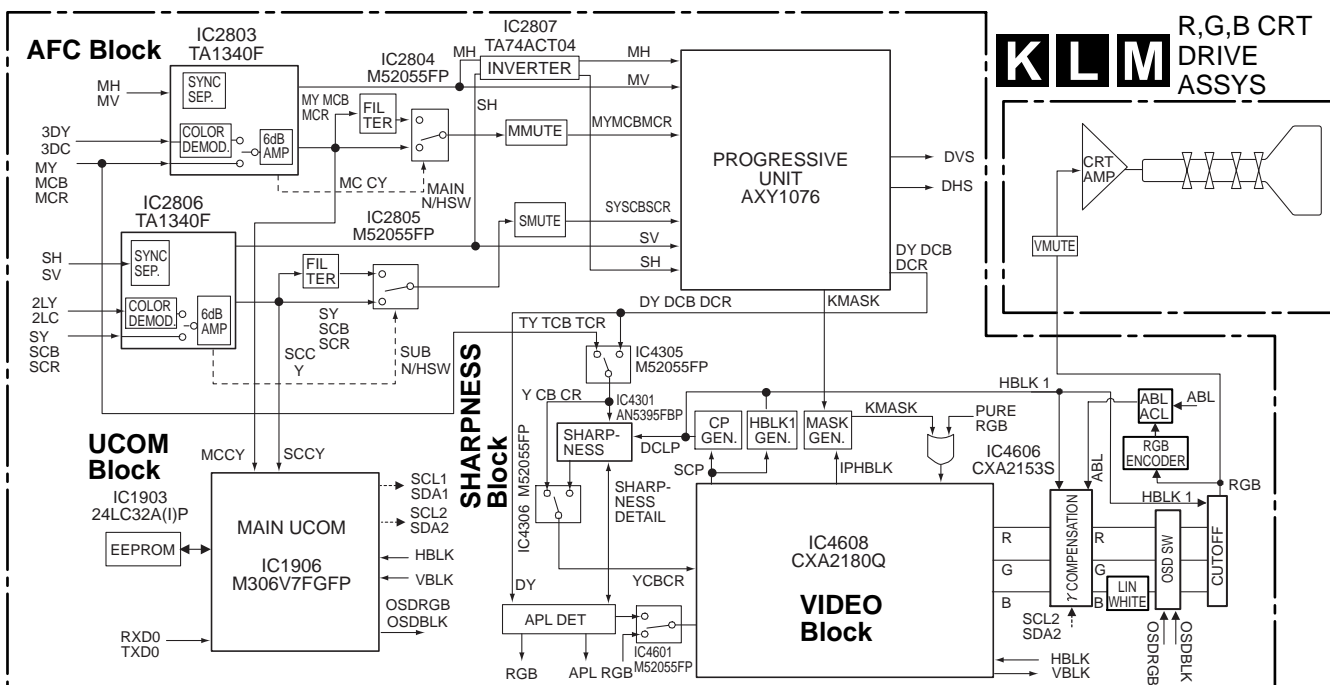 AFC Block
IC2803
TA1340F
MH
MV
SYNC
SEP.
3DY
3DC
COLOR
DEMOD.
6dB
AMP
MY
MCB
MCR
MY MCB
MCR
FIL
TER
IC2804
M52055FP
MC CY
MAIN
N/HSW
IC2807
TA74ACT04
MH
INVERTER
MH
MV
SH
MMUTE
MYMCBMCR
PROGRESSIVE
UNIT
AXY1076
DVS
DHS
K L M
R,G,B CRT
DRIVE
ASSYS
CRT
AMP
VMUTE
IC2806
TA1340F
SH
SV
SYNC
SEP.
2LY
2LC
COLOR
DEMOD.
6dB
AMP
SY
SCB
SCR
IC2805
M52055FP
FIL
TER
SY
SCB
SCR
SCC
Y
SUB
N/HSW
SMUTE
SYSCBSCR
SV
SH
DY DCB
DCR
KMASK
DY DCB DCR
TY TCB TCR
SHARPNESS
Block
IC4305
M52055FP
Y CB CR
IC4301
AN5395FBP
SHARP-
NESS
DCLP
CP
GEN.
HBLK1
GEN.
MASK
GEN.
KMASK
PURE
RGB
HBLK 1
ABL
ACL
ABL
RGB
ENCODER
RGB
IC4606
CXA2153S
ABL
HBLK 1
UCOM
Block
MCCY
SCCY
IC1903
24LC32A(I)P
EEPROM
MAIN UCOM
IC1906
M306V7FGFP
SCL1
SDA1
SCL2
SDA2
HBLK
VBLK
OSDRGB
OSDBLK
RXD0
TXD0
IC4306 M52055FP
SHARP-
NESS
DETAIL
SCP
IPHBLK
YCBCR
DY
APL DET
RGB
APL RGB
IC4601
M52055FP
IC4608
CXA2180Q
VIDEO
Block
R
G
B
γ COMPENSATION
R
G
B
LIN
WHITE
OSD SW
CUTOFF
SCL2
SDA2
HBLK
VBLK
OSDRGB
OSDBLK